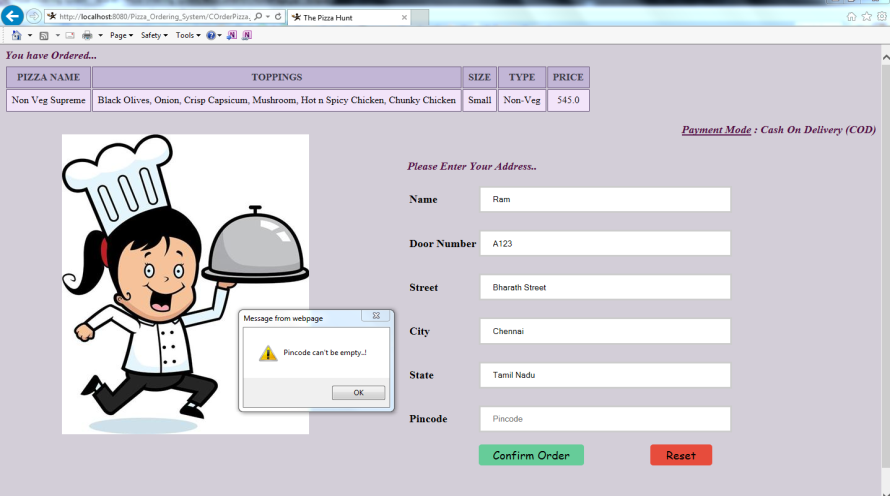 http://localhost:8080/Pizza_Ordering_System/COrderPizza.
The Pizza Hunt
Page Safety Tools
You have Ordered...
PIZZA NAME TOPPINGS SIZE TYPE PRICE
Non Veg Supreme Black Olives, Onion, Crisp Capsicum, Mushroom, Hot n Spicy Chicken, Chunky Chicken Small Non-Veg 545.0
Payment Mode : Cash On Delivery (COD)
Please Enter Your Address..
Name Ram
Door Number A123
Street Bharath Street
Message from webpage
City Chennai
Pincode can't be empty..!
State Tamil Nadu
OK
Pincode Pincode
Confirm Order Reset